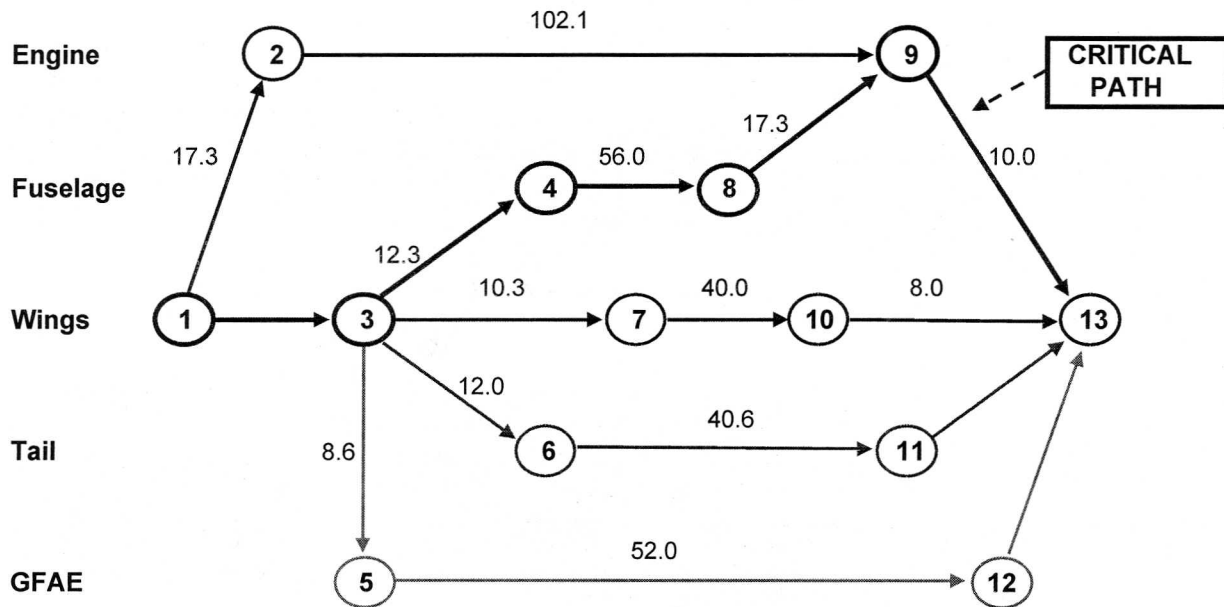 102.1
Engine 2 9 CRITICAL
PATH
17.3
17.3 56.0 10.0
Fuselage 4 8
12.3
10.3 40.0 8.0
Wings 1 3 7 10 13
12.0
40.6
Tail 8.6 6 11
52.0
GFAE 5 12